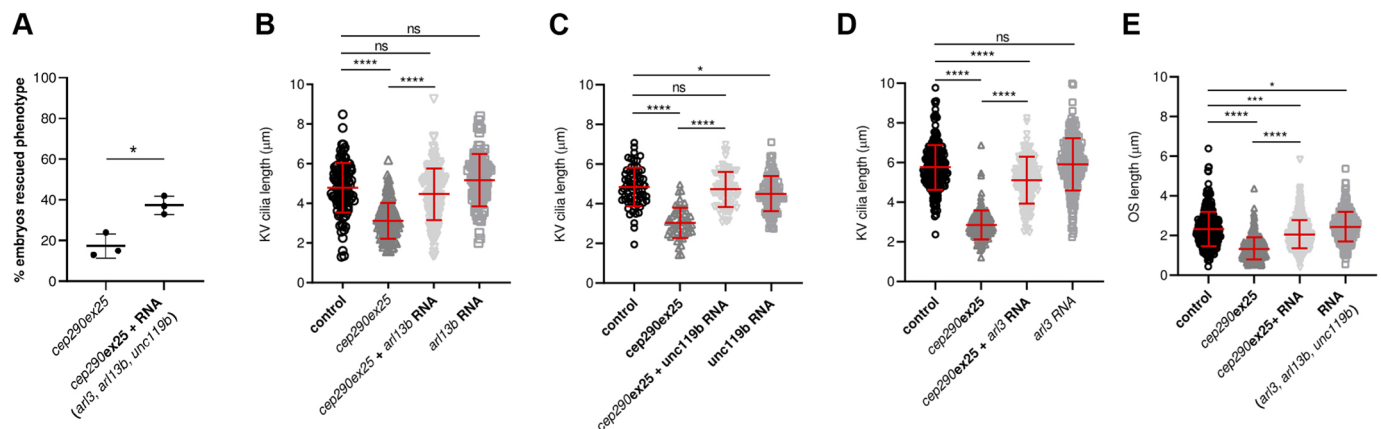 A
% embryos rescued phenotype
100
80
60
40
20
0
*
cep290ex25
cep290ex25 + RNA
(arl3, arl13b, unc119b)
B
KV cilia length (μm)
10
8
6
4
2
0
ns
ns
****
****
control
cep290ex25
cep290ex25 + arl13b RNA
arl13b RNA
C
KV cilia length (μm)
10
8
6
4
2
0
*
ns
****
****
control
cep290ex25
cep290ex25 + unc119b RNA
unc119b RNA
D
KV cilia length (μm)
10
8
6
4
2
0
ns
****
****
****
control
cep290ex25
cep290ex25 + arl3 RNA
arl3 RNA
E
OS length (μm)
10
8
6
4
2
0
*
***
****
****
control
cep290ex25
cep290ex25+ RNA
RNA
(arl3, arl13b, unc119b)